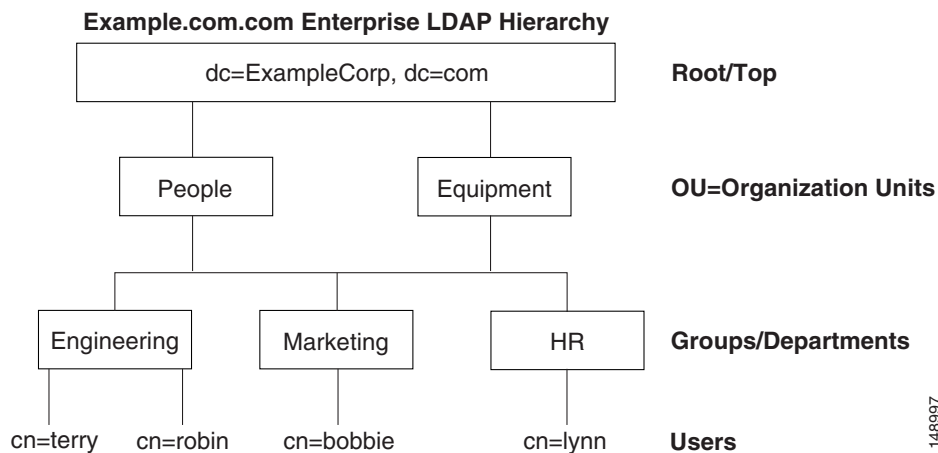 Example.com.com Enterprise LDAP Hierarchy
dc=ExampleCorp, dc=com
Root/Top
People
Equipment
OU=Organization Units
Engineering
Marketing
HR
Groups/Departments
cn=terry
cn=robin
cn=bobbie
cn=lynn
Users
148997